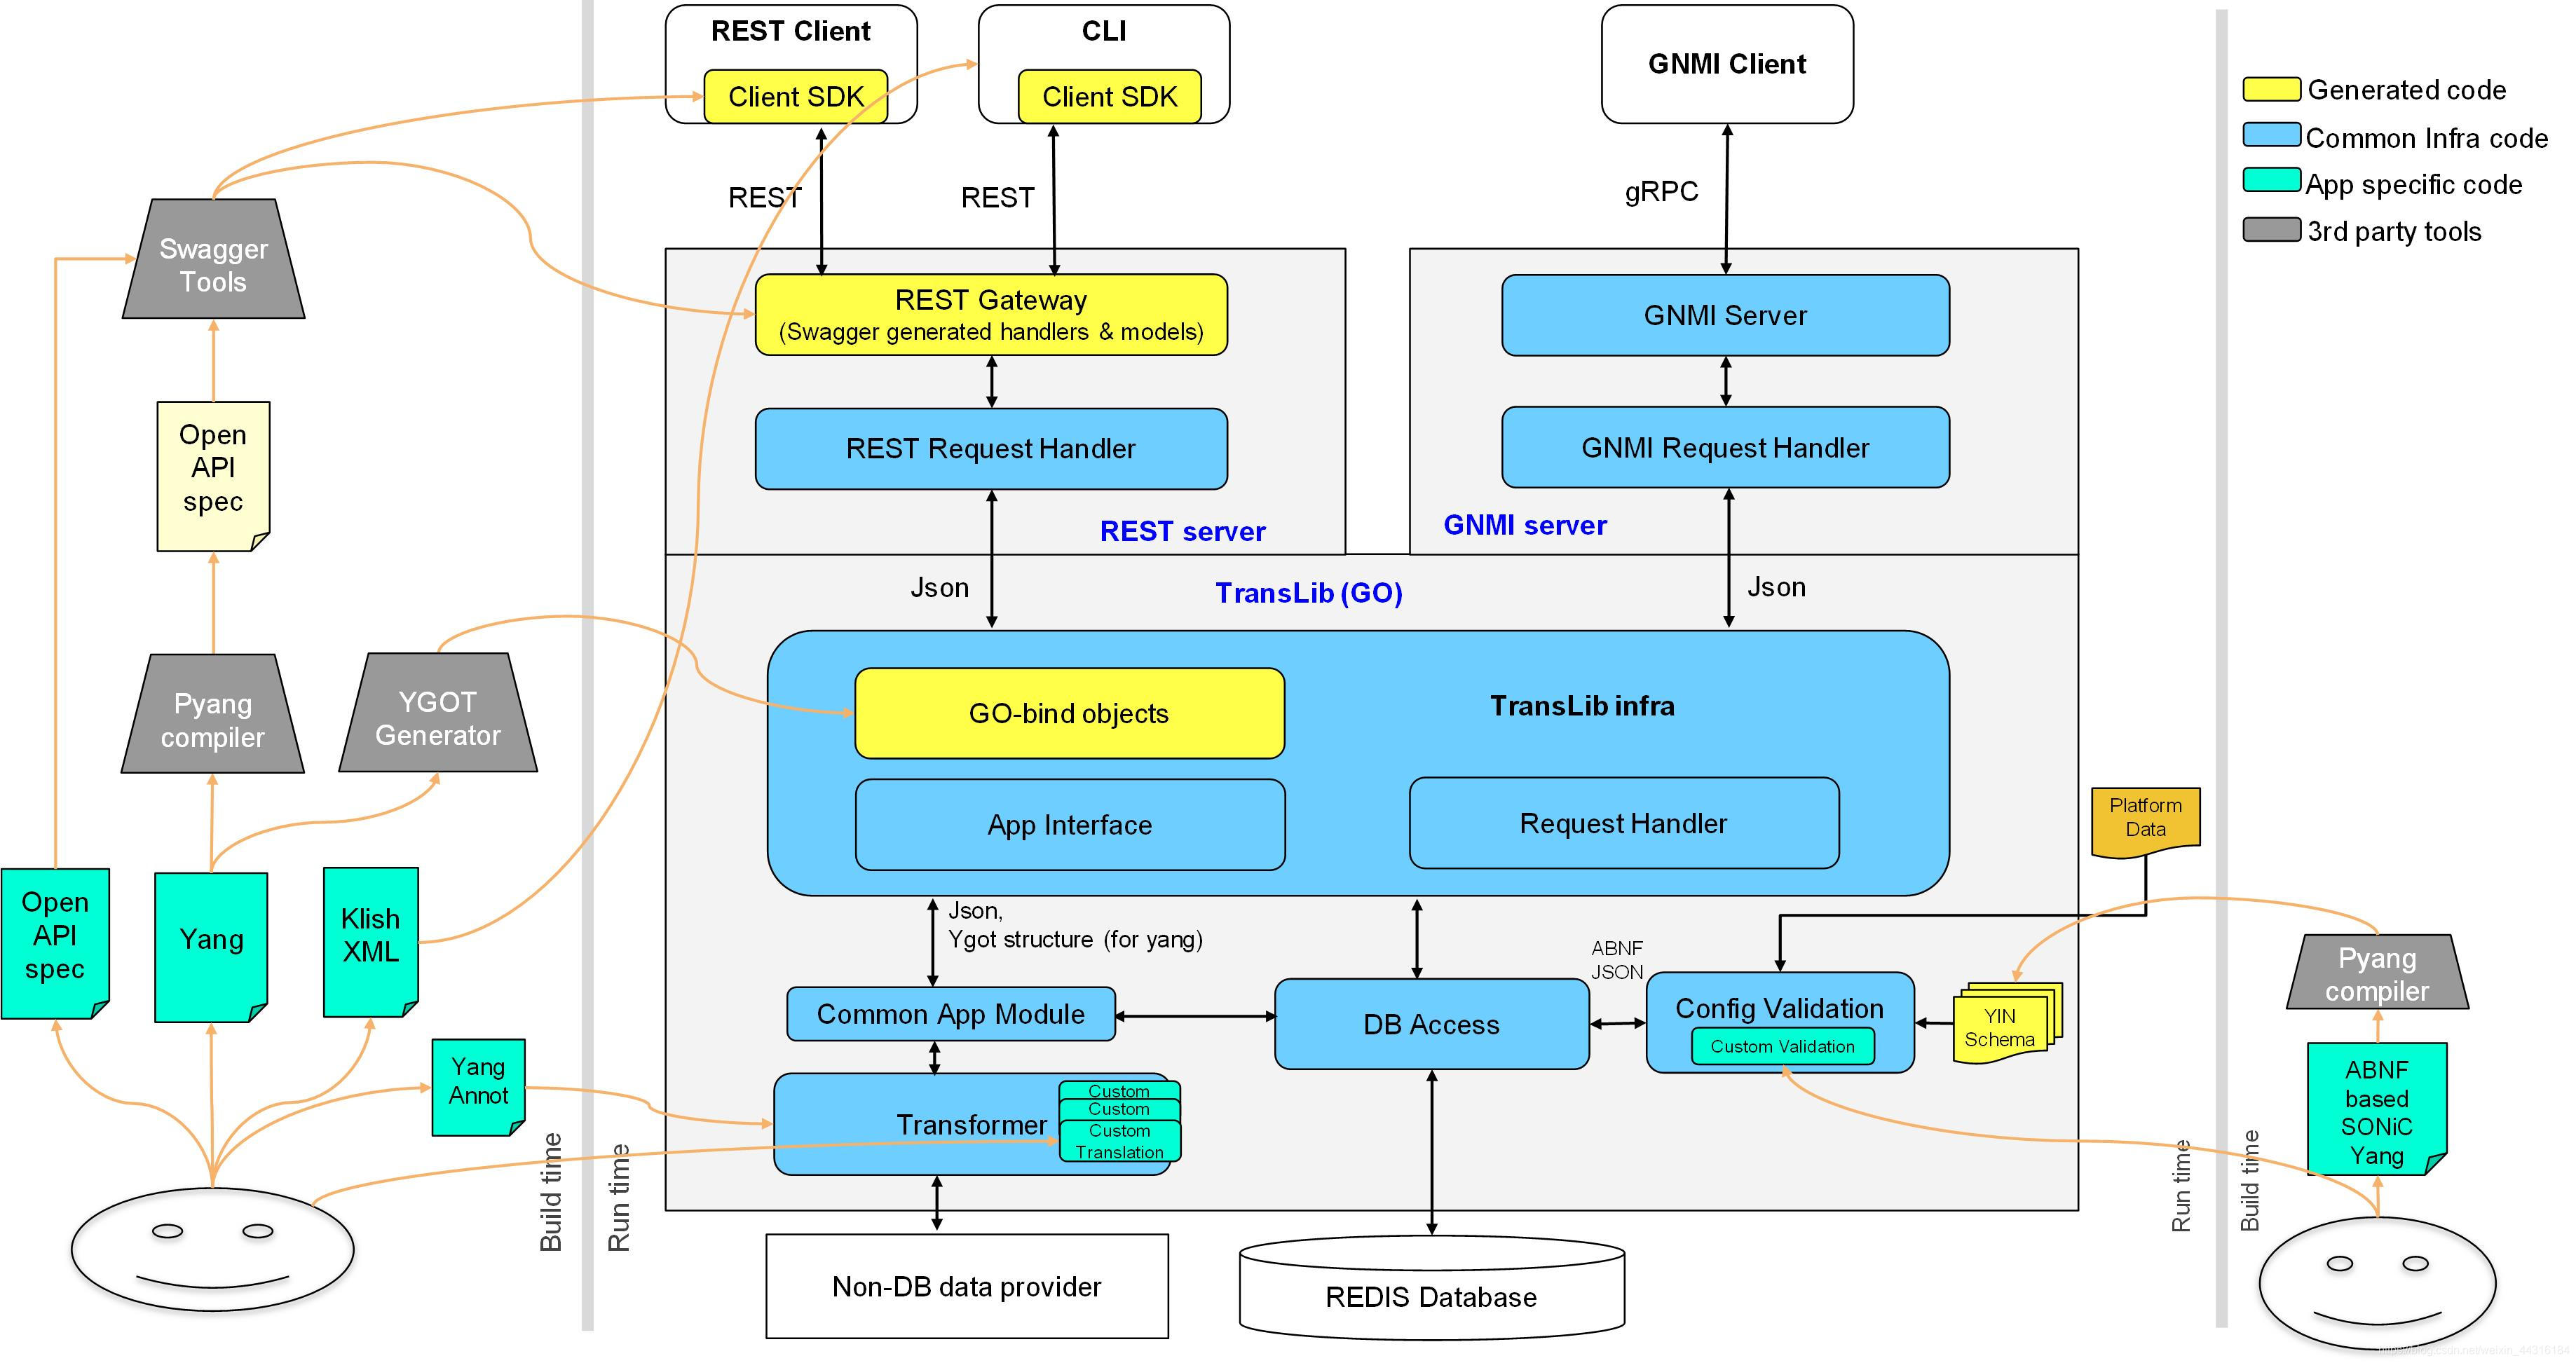 REST Client
Client SDK
CLI
Client SDK
GNMI Client
Generated code
Common Infra code
App specific code
3rd party tools
REST
REST
gRPC
Swagger
Tools
REST Gateway
(Swagger generated handlers & models)
GNMI Server
Open
API
spec
REST Request Handler
GNMI Request Handler
REST server
GNMI server
Json
TransLib (GO)
Json
Pyang
compiler
YGOT
Generator
GO-bind objects
TransLib infra
App Interface
Request Handler
Platform
Data
Open
API
spec
Yang
Klish
XML
Json,
Ygot structure (for yang)
ABNF
JSON
Pyang
compiler
Common App Module
DB Access
Config Validation
Custom Validation
YIN
Schema
Yang
Annot
Transformer
Custom
Custom
Custom
Translation
ABNF
based
SONiC
Yang
Build time
Run time
Run time
Build time
Non-DB data provider
REDIS Database